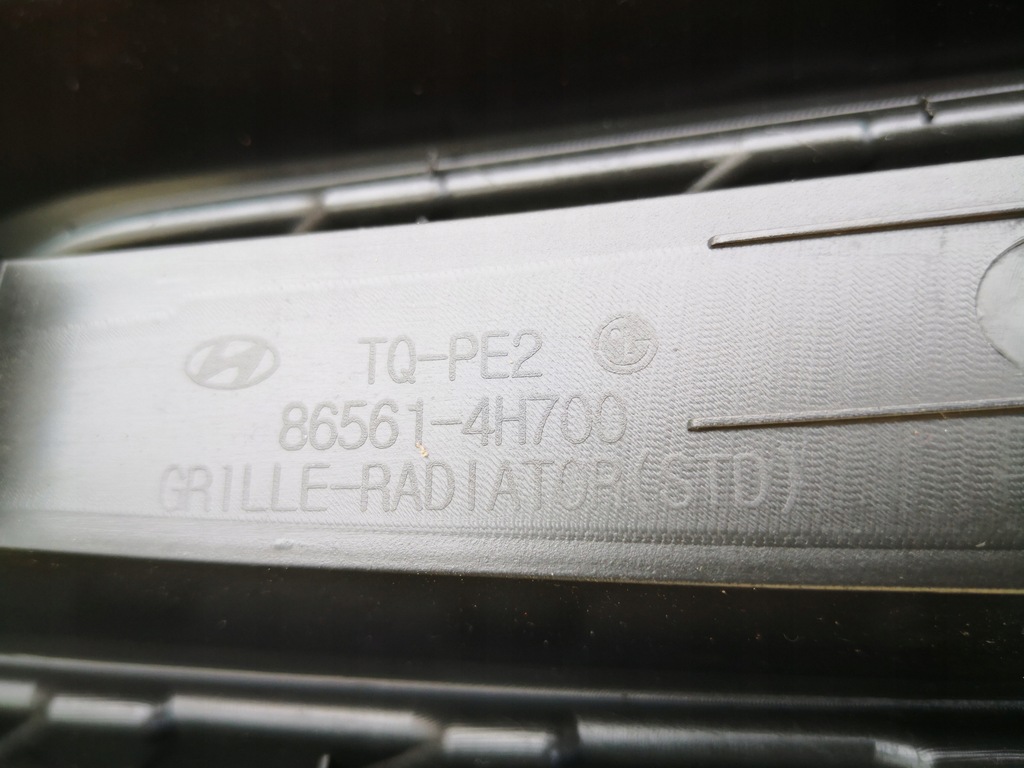 TQ-PE2
86561-4H700
GRILLE-RADIATOR(STD)